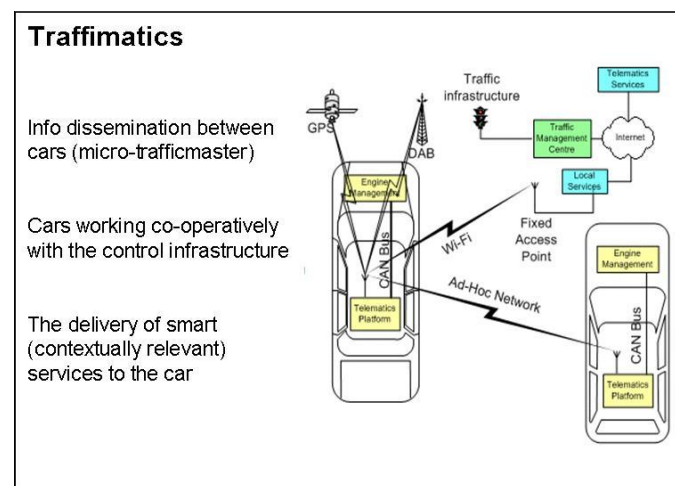 Traffimatics
Info dissemination between
cars (micro-trafficmaster)
Cars working co-operatively
with the control infrastructure
The delivery of smart
(contextually relevant)
services to the car
GPS
DAB
Traffic
infrastructure
Telematics
Services
Traffic
Management
Centre
Internet
Local
Services
Fixed
Access
Point
Engine
Management
CAN Bus
Telematics
Platform
Wi-Fi
Ad-Hoc Network
Engine
Management
CAN Bus
Telematics
Platform